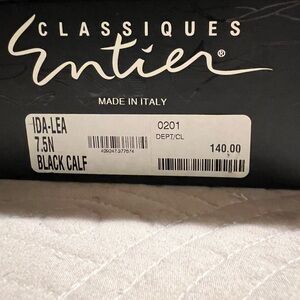 CLASSIQUES
Entier®
MADE IN ITALY
IDA-LEA
7.5N
BLACK CALF
0201
DEPT/CL
140.00